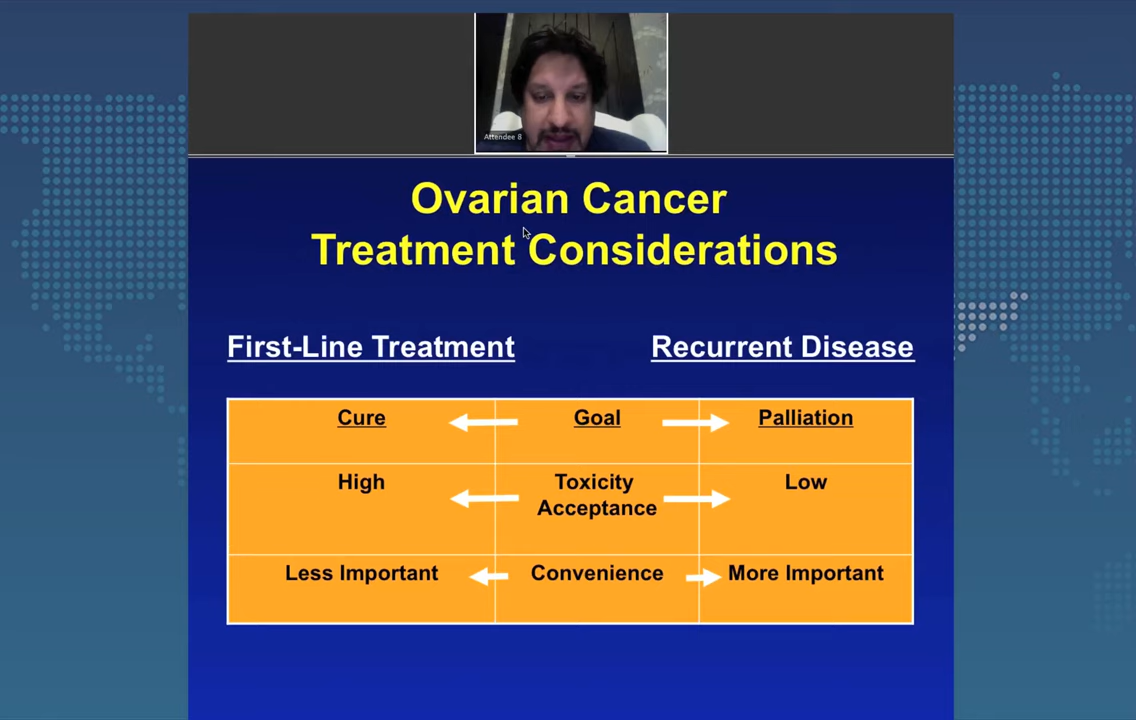 Attendee 8
Ovarian Cancer
Treatment Considerations
First-Line Treatment
Recurrent Disease
Cure
Goal
Palliation
High
Toxicity
Acceptance
Low
Less Important
Convenience
More Important